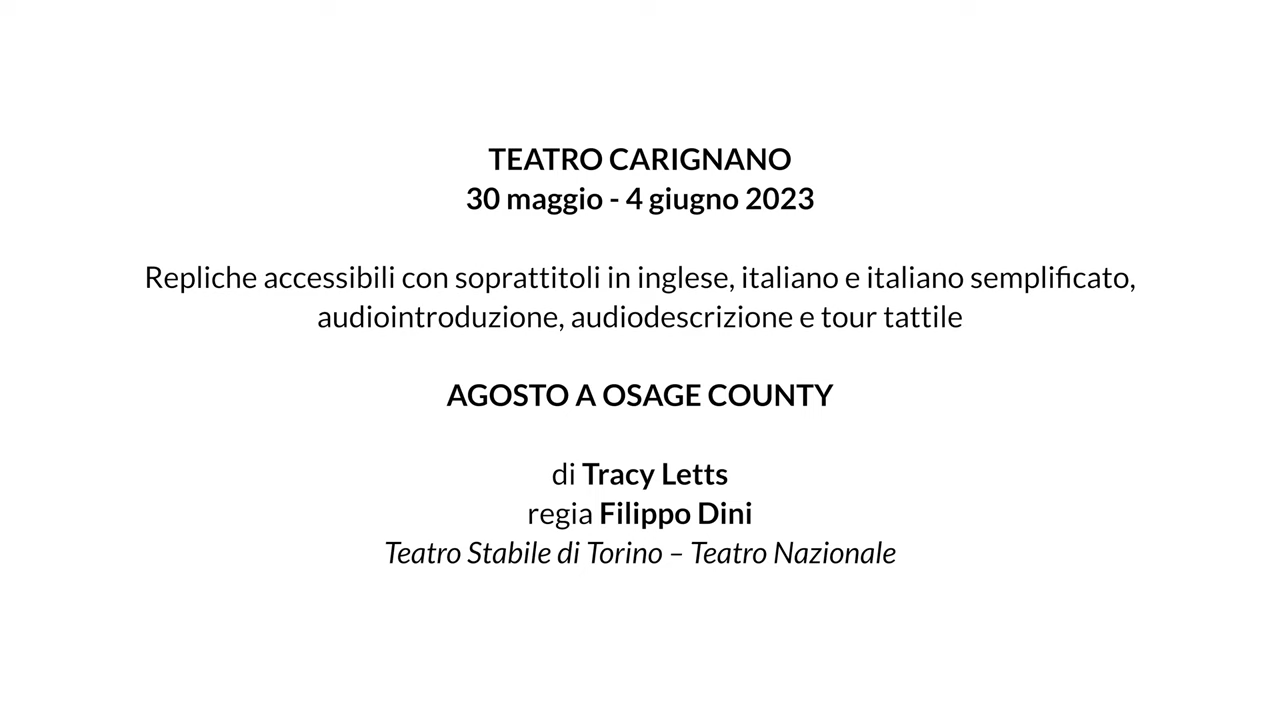 TEATRO CARIGNANO
30 maggio - 4 giugno 2023
Repliche accessibili con soprattitoli in inglese, italiano e italiano semplificato,
audiointroduzione, audiodescrizione e tour tattile
AGOSTO A OSAGE COUNTY
di Tracy Letts
regia Filippo Dini
Teatro Stabile di Torino – Teatro Nazionale